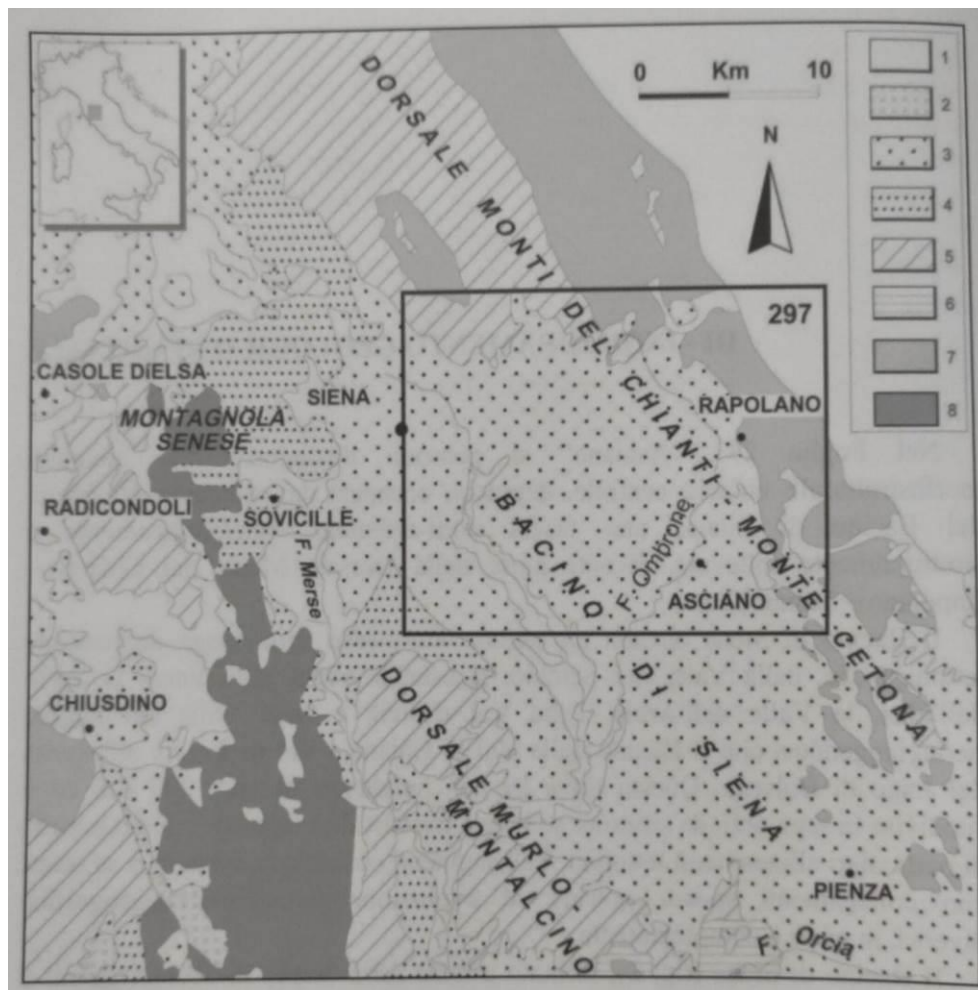 0 Km 10
N
1
2
3
4
5
6
7
8
297
DORSALE MONTI DEL CHIANTI - MONTE CETONA
CASOLE DIELSA
MONTAGNOLA
SENESE
SIENA
RAPOLANO
RADICONDOLI
SOVICILLE
F. Merse
BACINO DI SIENA
F. Ombrone
ASCIANO
CHIUSDINO
DORSALE MURLO-
MONTALCINO
PIENZA
F. Orcia